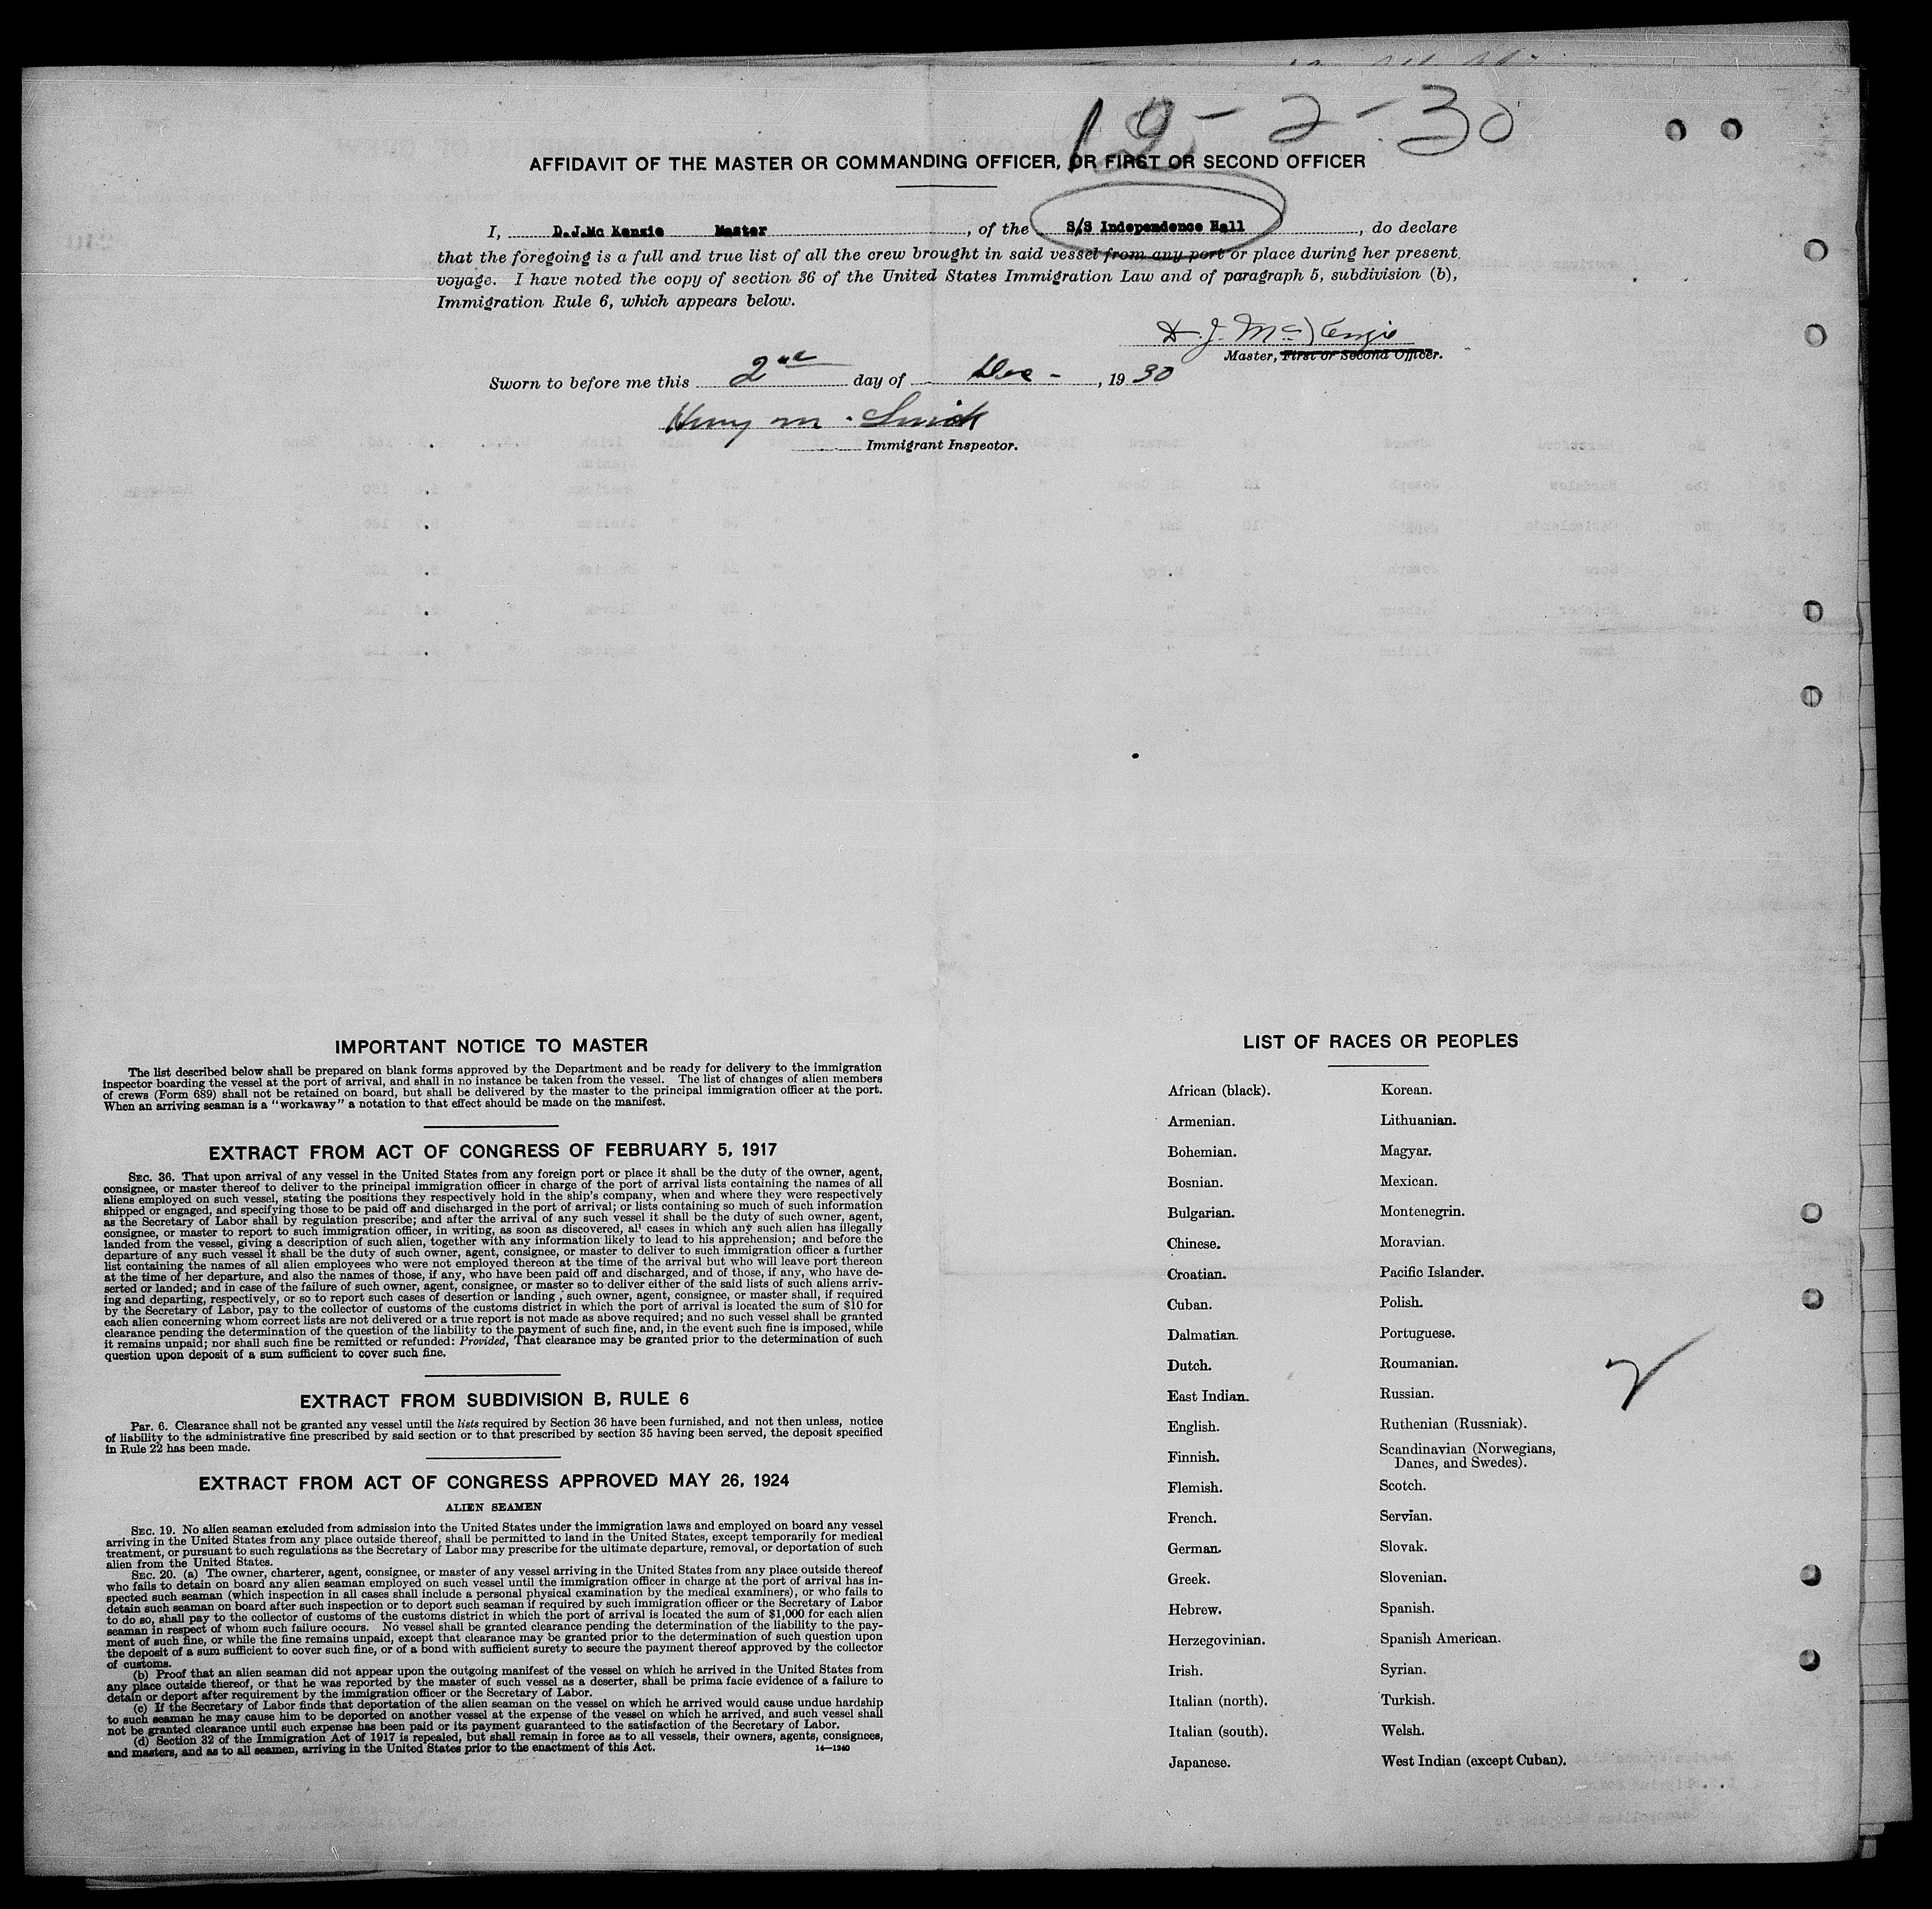 12-2-30
AFFIDAVIT OF THE MASTER OR COMMANDING OFFICER, OR FIRST OR SECOND OFFICER
I, D.J.Mc Kenzie Master, of the S/S Independence Hall, do declare
that the foregoing is a full and true list of all the crew brought in said vessel from any port or place during her present
voyage. I have noted the copy of section 36 of the United States Immigration Law and of paragraph 5, subdivision (b),
Immigration Rule 6, which appears below.
D. J. McKenzie
Master, First or Second Officer.
Sworn to before me this 2nd day of Dec -, 1930
Henry M.
Immigrant Inspector.
IMPORTANT NOTICE TO MASTER
The list described below shall be prepared on blank forms approved by the Department and be ready for delivery to the immigration
inspector boarding the vessel at the port of arrival, and shall in no instance be taken from the vessel. The list of changes of alien members
of crews (Form 689) shall not be retained on board, but shall be delivered by the master to the principal immigration officer at the port.
When an arriving seaman is a "workaway" a notation to that effect should be made on the manifest.
EXTRACT FROM ACT OF CONGRESS OF FEBRUARY 5, 1917
SEC. 36. That upon arrival of any vessel in the United States from any foreign port or place it shall be the duty of the owner, agent,
consignee, or master thereof to deliver to the principal immigration officer in charge of the port of arrival lists containing the names of all
aliens employed on such vessel, stating the positions they respectively hold in the ship's company, when and where they were respectively
shipped or engaged, and specifying those to be paid off and discharged in the port of arrival; or lists containing so much of such information
as the Secretary of Labor shall by regulation prescribe; and after the arrival of any such vessel it shall be the duty of such owner, agent,
consignee, or master to report to such immigration officer, in writing, as soon as discovered, all cases in which any such alien has illegally
landed from the vessel, giving a description of such alien, together with any information likely to lead to his apprehension; and before the
departure of any such vessel it shall be the duty of such owner, agent, consignee, or master to deliver to such immigration officer a further
list containing the names of all alien employees who were not employed thereon at the time of the arrival but who will leave port thereon
at the time of her departure, and also the names of those, if any, who have been paid off and discharged, and of those, if any, who have de-
serted or landed; and in case of the failure of such owner, agent, consignee, or master so to deliver either of the said lists of such aliens arriv-
ing and departing, respectively, or so to report such cases of desertion or landing, such owner, agent, consignee, or master shall, if required
by the Secretary of Labor, pay to the collector of customs of the customs district in which the port of arrival is located the sum of $10 for
each alien concerning whom correct lists are not delivered or a true report is not made as above required; and no such vessel shall be granted
clearance pending the determination of the question of the liability to the payment of such fine, and, in the event such fine is imposed, while
it remains unpaid; nor shall such fine be remitted or refunded: Provided, That clearance may be granted prior to the determination of such
question upon deposit of a sum sufficient to cover such fine.
EXTRACT FROM SUBDIVISION B, RULE 6
Par. 6. Clearance shall not be granted any vessel until the lists required by Section 36 have been furnished, and not then unless, notice
of liability to the administrative fine prescribed by said section or to that prescribed by section 35 having been served, the deposit specified
in Rule 22 has been made.
EXTRACT FROM ACT OF CONGRESS APPROVED MAY 26, 1924
ALIEN SEAMEN
SEC. 19. No alien seaman excluded from admission into the United States under the immigration laws and employed on board any vessel
arriving in the United States from any place outside thereof, shall be permitted to land in the United States, except temporarily for medical
treatment, or pursuant to such regulations as the Secretary of Labor may prescribe for the ultimate departure, removal, or deportation of such
alien from the United States.
SEC. 20. (a) The owner, charterer, agent, consignee, or master of any vessel arriving in the United States from any place outside thereof
who fails to detain on board any alien seaman employed on such vessel until the immigration officer in charge at the port of arrival has in-
spected such seaman (which inspection in all cases shall include a personal physical examination by the medical examiners), or who fails to
detain such seaman on board after such inspection or to deport such seaman if required by such immigration officer or the Secretary of Labor
to do so, shall pay to the collector of customs of the customs district in which the port of arrival is located the sum of $1,000 for each alien
seaman in respect of whom such failure occurs. No vessel shall be granted clearance pending the determination of the liability to the pay-
ment of such fine, or while the fine remains unpaid, except that clearance may be granted prior to the determination of such question upon
the deposit of a sum sufficient to cover such fine, or of a bond with sufficient surety to secure the payment thereof approved by the collector
of customs.
(b) Proof that an alien seaman did not appear upon the outgoing manifest of the vessel on which he arrived in the United States from
any place outside thereof, or that he was reported by the master of such vessel as a deserter, shall be prima facie evidence of a failure to
detain or deport after requirement by the immigration officer or the Secretary of Labor.
(c) If the Secretary of Labor finds that deportation of the alien seaman on the vessel on which he arrived would cause undue hardship
to such seaman he may cause him to be deported on another vessel at the expense of the vessel on which he arrived, and such vessel shall
not be granted clearance until such expense has been paid or its payment guaranteed to the satisfaction of the Secretary of Labor.
(d) Section 32 of the Immigration Act of 1917 is repealed, but shall remain in force as to all vessels, their owners, agents, consignees,
and masters, and as to all seamen, arriving in the United States prior to the enactment of this Act.
14—1240
LIST OF RACES OR PEOPLES
African (black).
Armenian.
Bohemian.
Bosnian.
Bulgarian.
Chinese.
Croatian.
Cuban.
Dalmatian.
Dutch.
East Indian.
English.
Finnish.
Flemish.
French.
German.
Greek.
Hebrew.
Herzegovinian.
Irish.
Italian (north).
Italian (south).
Japanese.
Korean.
Lithuanian.
Magyar.
Mexican.
Montenegrin.
Moravian.
Pacific Islander.
Polish.
Portuguese.
Roumanian.
Russian.
Ruthenian (Russniak).
Scandinavian (Norwegians,
Danes, and Swedes).
Scotch.
Servian.
Slovak.
Slovenian.
Spanish.
Spanish American.
Syrian.
Turkish.
Welsh.
West Indian (except Cuban).